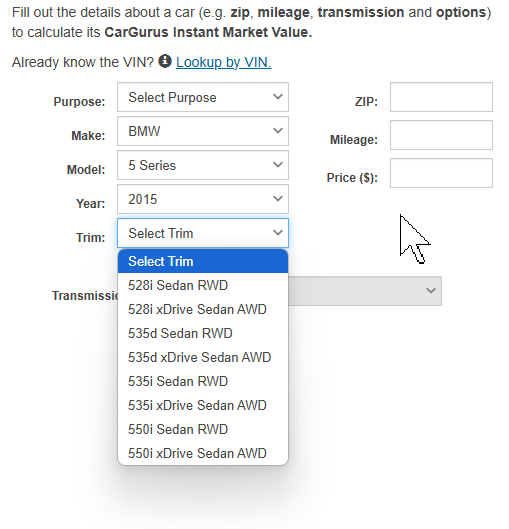 Fill out the details about a car (e.g. zip, mileage, transmission and options)
to calculate its CarGurus Instant Market Value.
Already know the VIN? Lookup by VIN.
Purpose: Select Purpose
ZIP:
Make: BMW
Mileage:
Model: 5 Series
Price ($):
Year: 2015
Trim: Select Trim
Select Trim
528i Sedan RWD
Transmissi
528i xDrive Sedan AWD
535d Sedan RWD
535d xDrive Sedan AWD
535i Sedan RWD
535i xDrive Sedan AWD
550i Sedan RWD
550i xDrive Sedan AWD